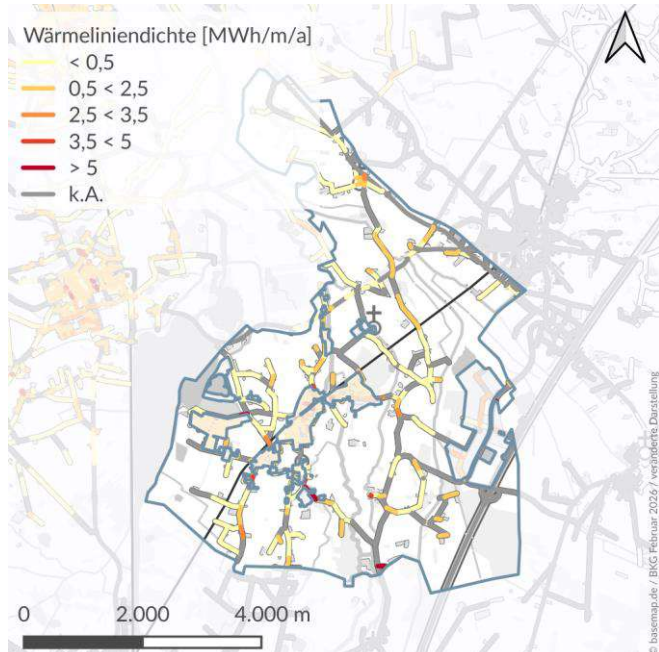 Wärmeliniendichte [MWh/m/a]
< 0,5
0,5 < 2,5
2,5 < 3,5
3,5 < 5
> 5
k.A.
0 2.000 4.000 m
© basemap.de / BKG Februar 2026 / veränderte Darstellung